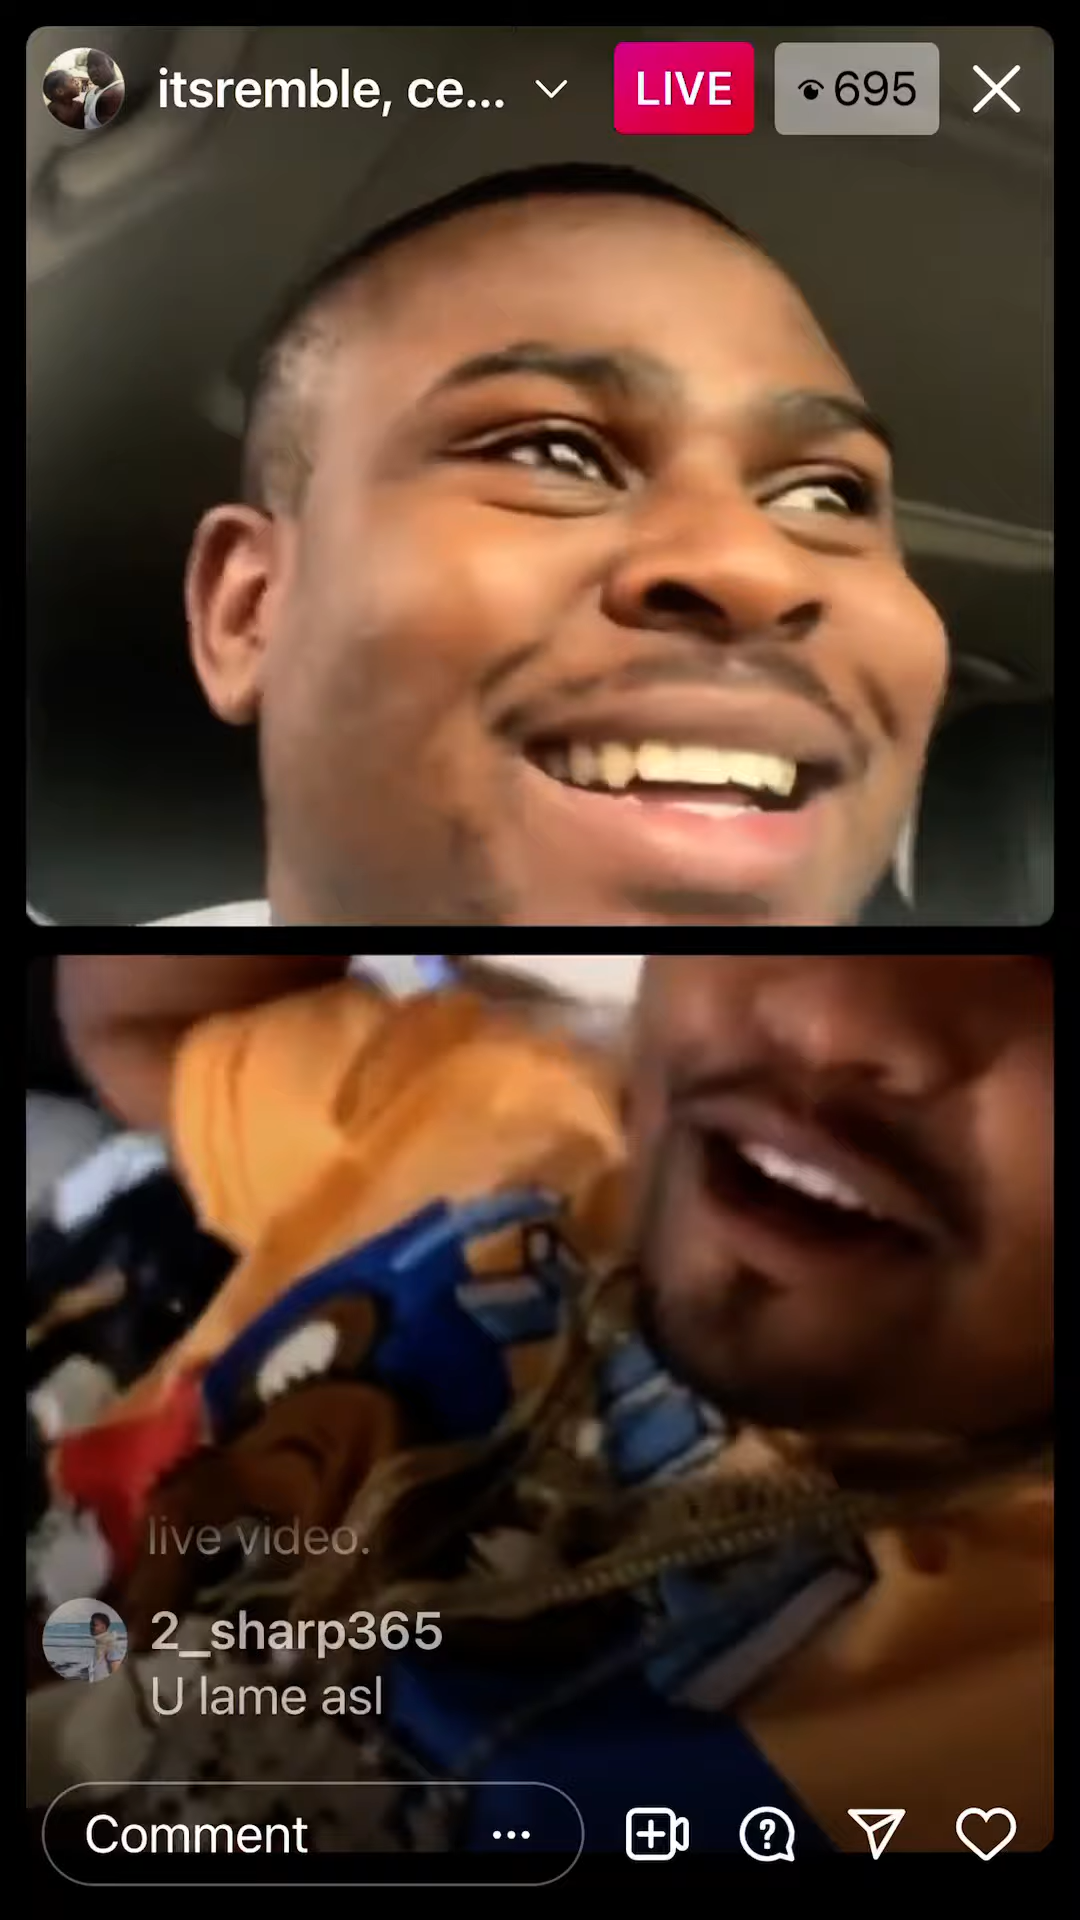 itsremble, ce...
LIVE
695
live video.
2_sharp365
U lame asl
Comment